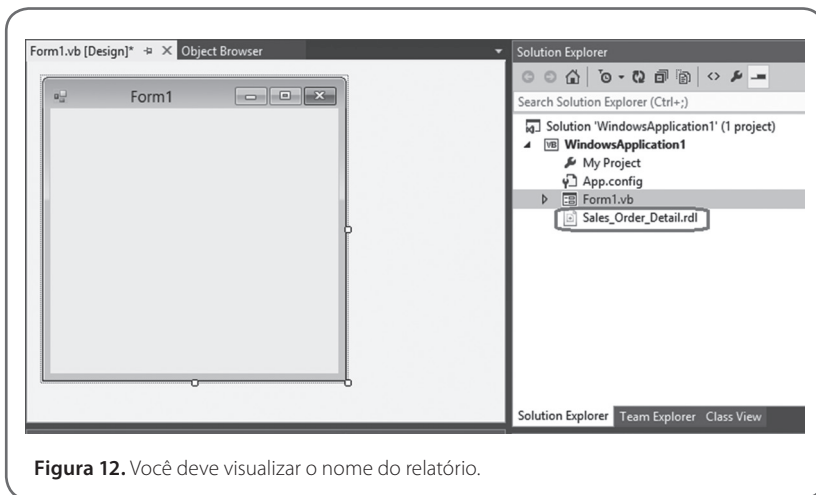 Form1.vb [Design]* Object Browser
Form1
Solution Explorer
Search Solution Explorer (Ctrl+;)
Solution 'WindowsApplication1' (1 project)
VB WindowsApplication1
My Project
App.config
Form1.vb
Sales_Order_Detail.rdl
Solution Explorer Team Explorer Class View
Figura 12. Você deve visualizar o nome do relatório.